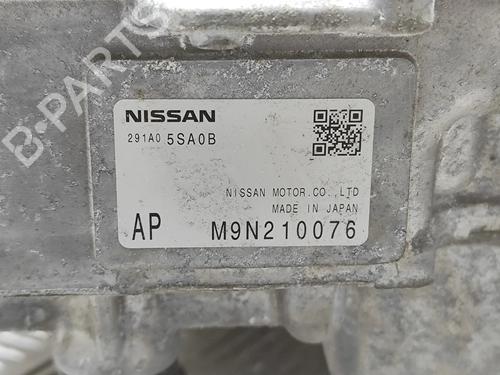 B-PARTS
NISSAN
291A0 5SA0B
NISSAN MOTOR.CO.,LTD
MADE IN JAPAN
AP M9N210076